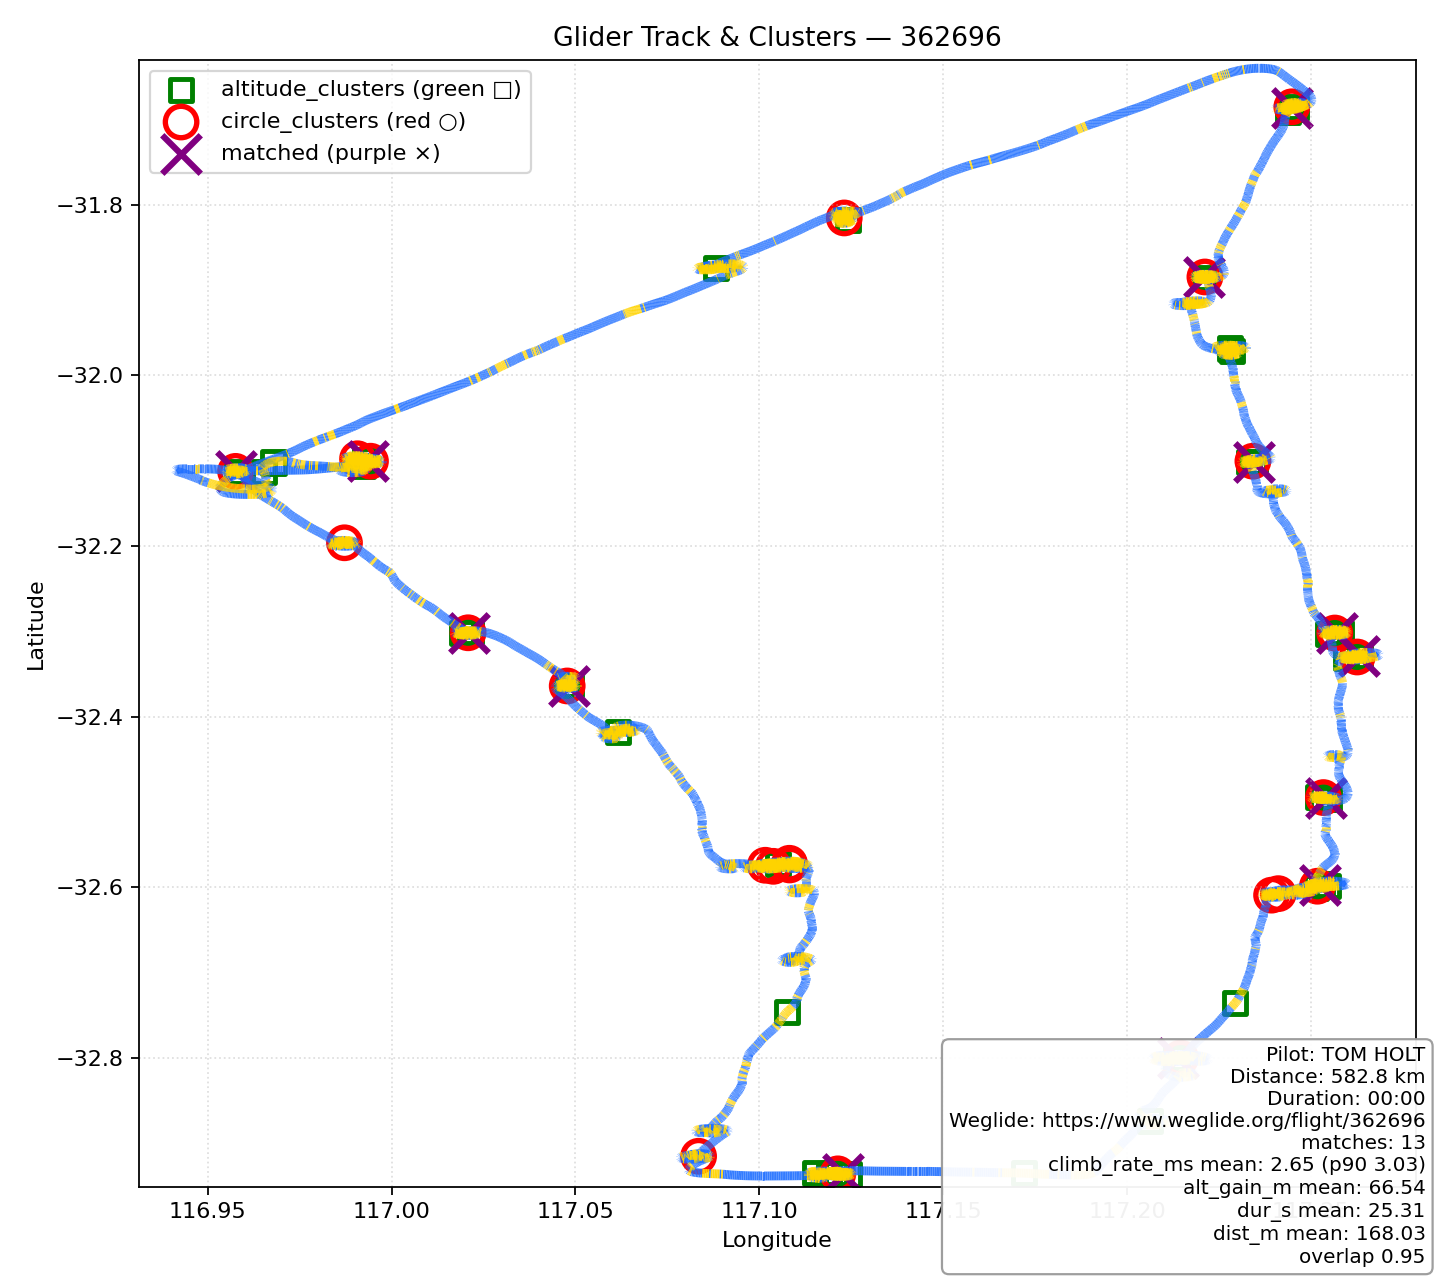 Glider Track & Clusters — 362696
altitude_clusters (green □)
circle_clusters (red ○)
matched (purple ×)
−31.8
−32.0
−32.2
−32.4
−32.6
−32.8
Latitude
116.95
117.00
117.05
117.10
117.15
117.20
Longitude
Pilot: TOM HOLT
Distance: 582.8 km
Duration: 00:00
Weglide: https://www.weglide.org/flight/362696
matches: 13
climb_rate_ms mean: 2.65 (p90 3.03)
alt_gain_m mean: 66.54
dur_s mean: 25.31
dist_m mean: 168.03
overlap 0.95